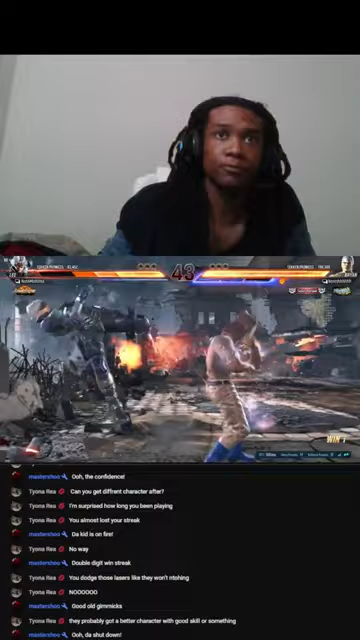 43
LEE
BRYAN
WIN 1
mastershoo Ooh, the confidence!
Tyona Rea Can you get diffrent character after?
Tyona Rea I'm surprised how long you been playing
Tyona Rea You almost lost your streak
mastershoo Da kid is on fire!
Tyona Rea No way
mastershoo Double digit win streak
Tyona Rea You dodge those lasers like they won't ntohing
Tyona Rea NOOOOOO
mastershoo Good old gimmicks
Tyona Rea they probably got a better character with good skill or something
mastershoo Ooh, da shut down!